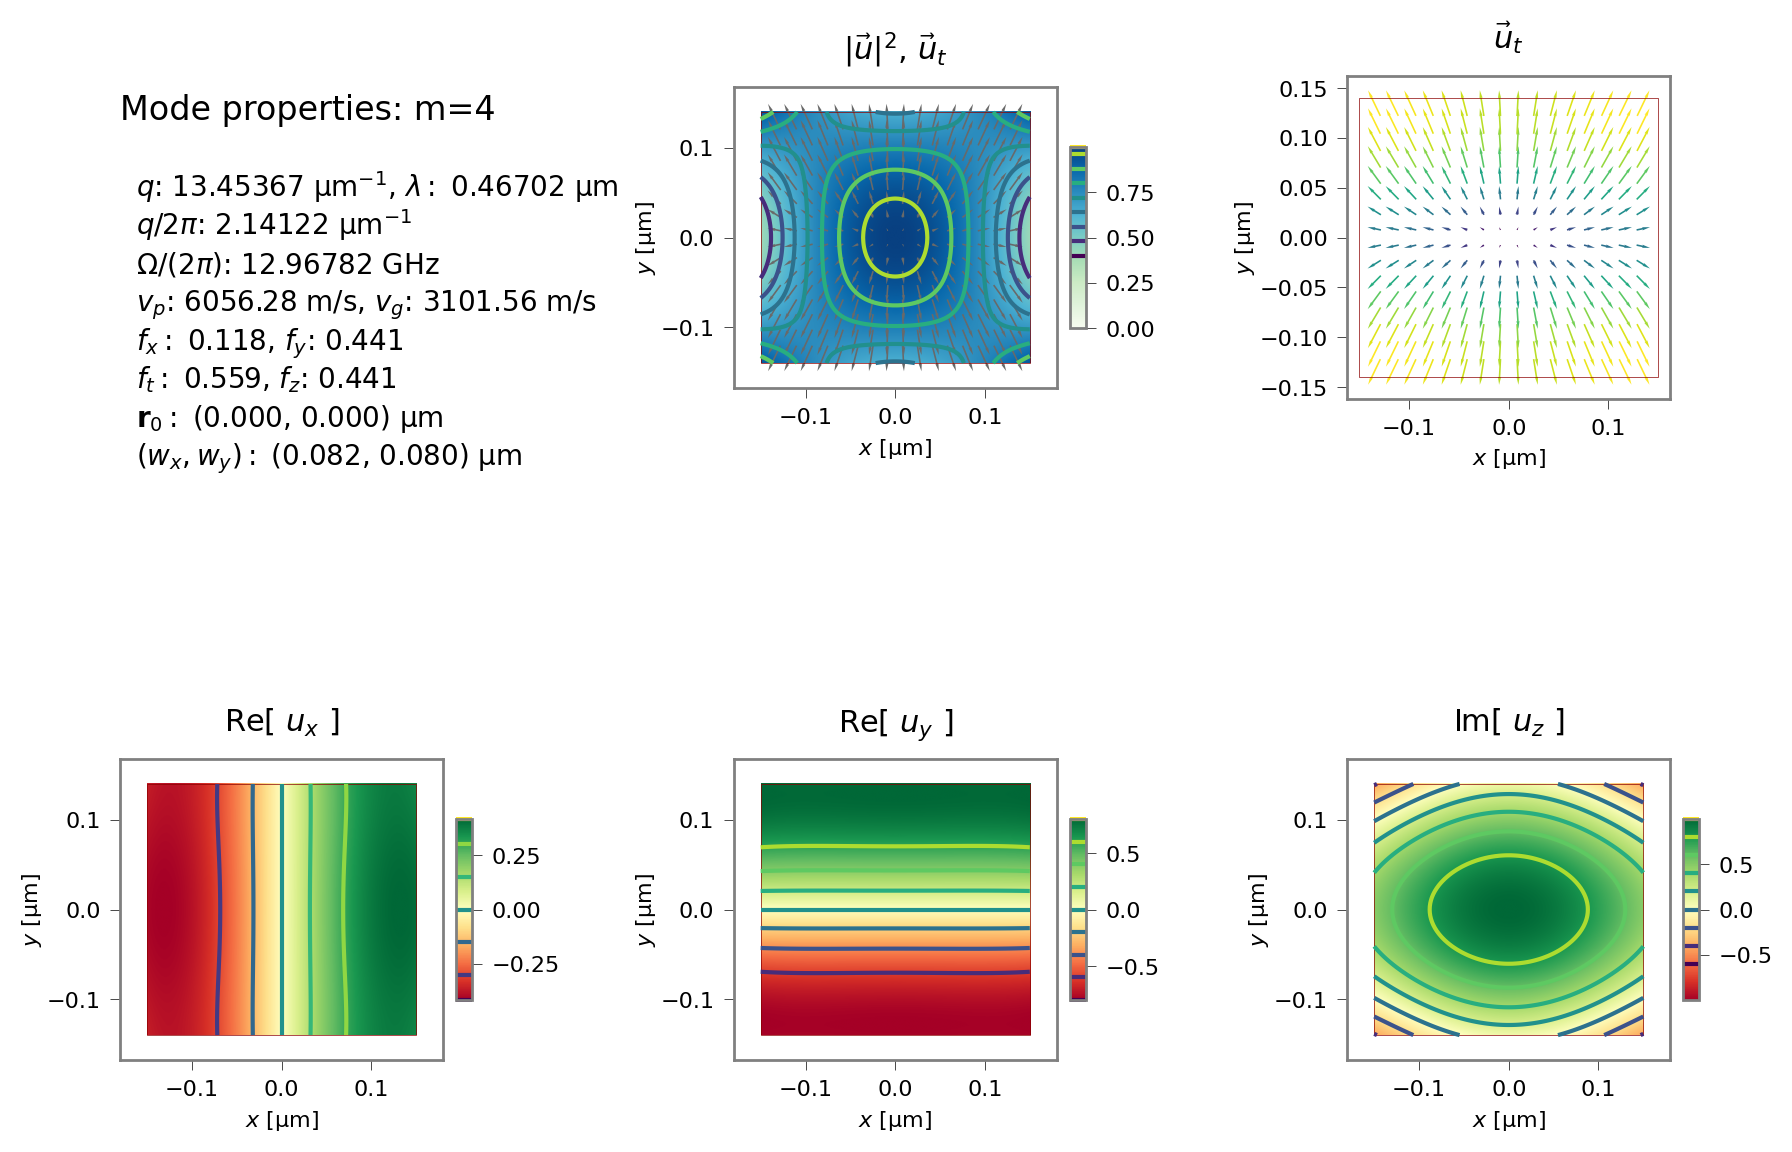 Mode properties: m=4
q: 13.45367 µm⁻¹, λ: 0.46702 µm
q/2π: 2.14122 µm⁻¹
Ω/(2π): 12.96782 GHz
vₚ: 6056.28 m/s, v_g: 3101.56 m/s
fₓ: 0.118, f_y: 0.441
fₜ: 0.559, f_z: 0.441
r₀: (0.000, 0.000) µm
(wₓ, w_y): (0.082, 0.080) µm
|u⃗|², u⃗ₜ
0.1
0.0
−0.1
y [µm]
−0.1 0.0 0.1
x [µm]
0.75
0.50
0.25
0.00
u⃗ₜ
0.15
0.10
0.05
0.00
−0.05
−0.10
−0.15
y [µm]
−0.1 0.0 0.1
x [µm]
Re[ uₓ ]
0.1
0.0
−0.1
y [µm]
−0.1 0.0 0.1
x [µm]
0.25
0.00
−0.25
Re[ u_y ]
0.1
0.0
−0.1
y [µm]
−0.1 0.0 0.1
x [µm]
0.5
0.0
−0.5
Im[ u_z ]
0.1
0.0
−0.1
y [µm]
−0.1 0.0 0.1
x [µm]
0.5
0.0
−0.5